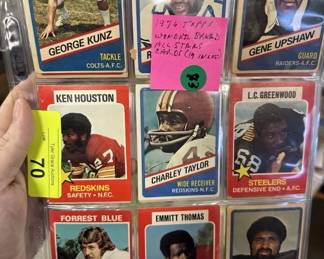 GEORGE KUNZ
TACKLE
COLTS-A.F.C.
1976 TOPPS
WONDER BREAD
ALL STARS
GENE UPSHAW
GUARD
RAIDERS-A.F.C.
KEN HOUSTON
REDSKINS
SAFETY • N.F.C.
70
CHARLEY TAYLOR
WIDE RECEIVER
REDSKINS-N.F.C.
L.C. GREENWOOD
68
STEELERS
DEFENSIVE END • A.F.C.
FORREST BLUE
EMMITT THOMAS